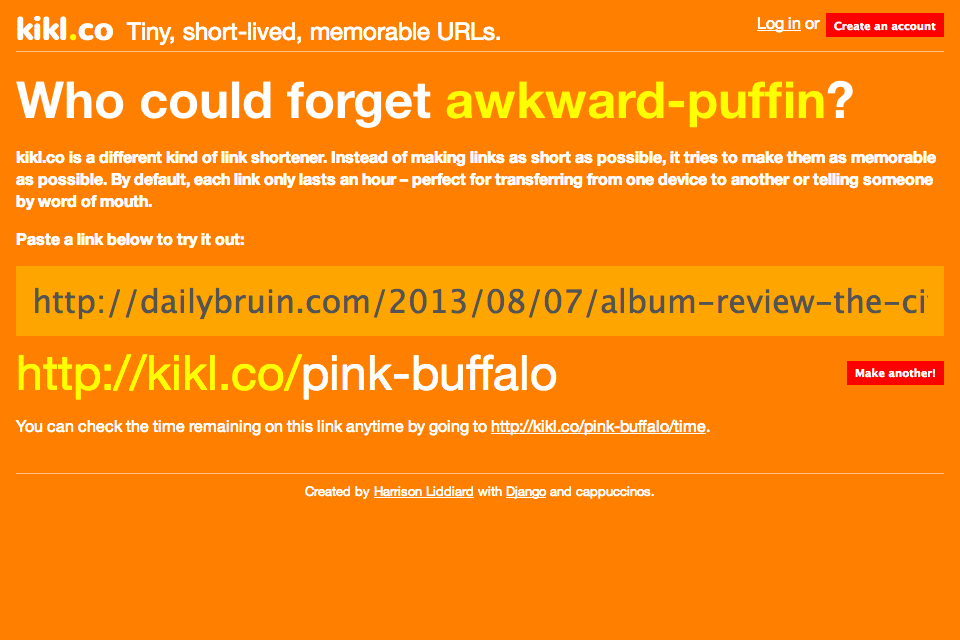 kikl.co Tiny, short-lived, memorable URLs. Log in or Create an account
Who could forget awkward-puffin?
kikl.co is a different kind of link shortener. Instead of making links as short as possible, it tries to make them as memorable
as possible. By default, each link only lasts an hour – perfect for transferring from one device to another or telling someone
by word of mouth.
Paste a link below to try it out:
http://dailybruin.com/2013/08/07/album-review-the-ci
http://kikl.co/pink-buffalo Make another!
You can check the time remaining on this link anytime by going to http://kikl.co/pink-buffalo/time.
Created by Harrison Liddiard with Django and cappuccinos.